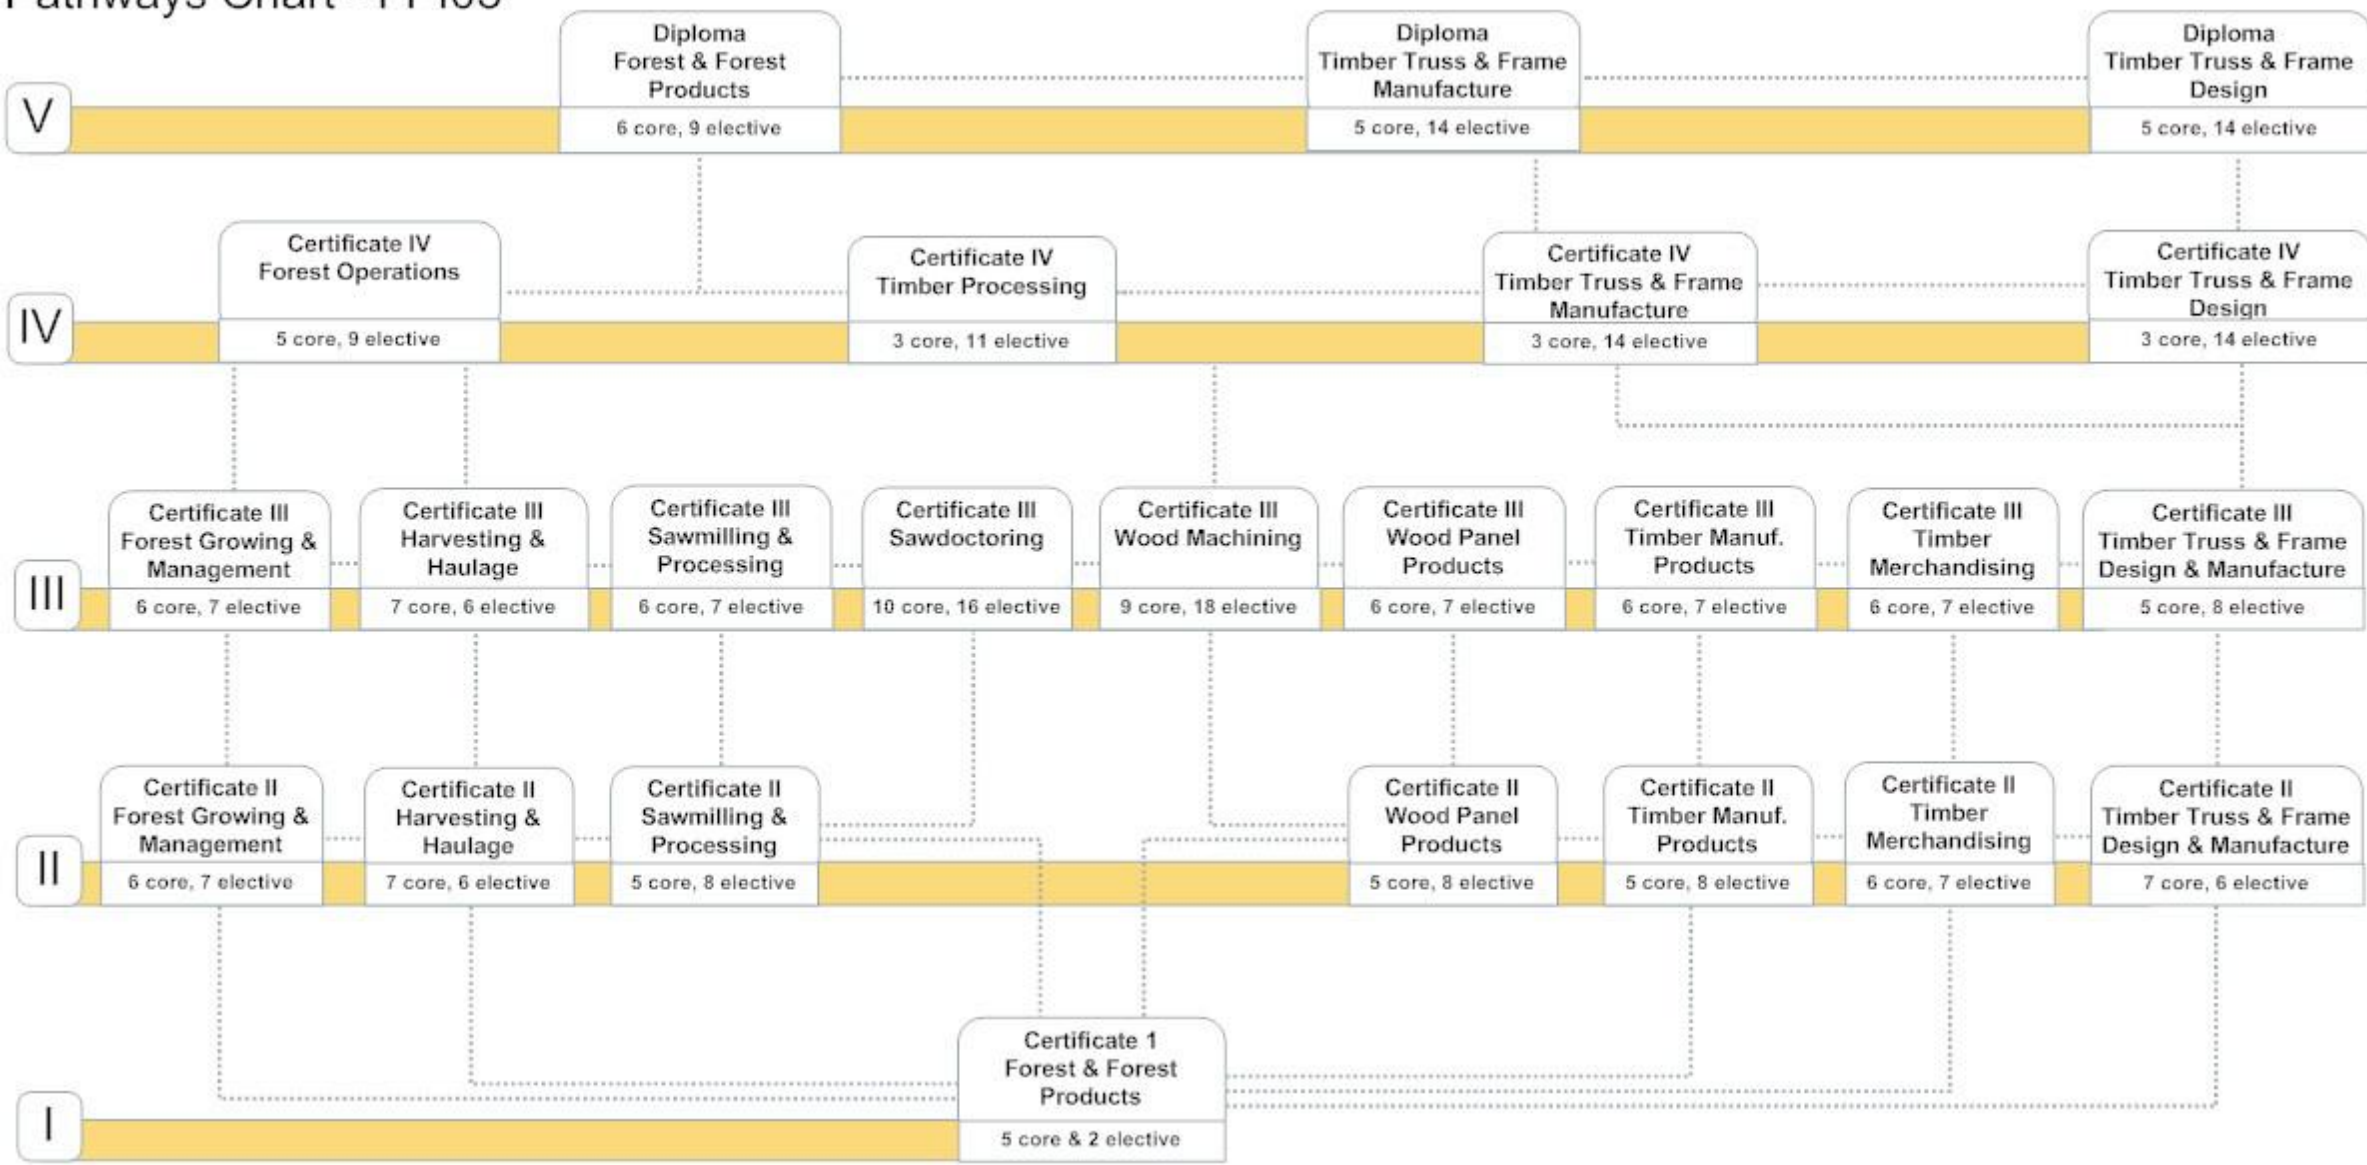 Diploma
Forest & Forest
Products
6 core, 9 elective
Diploma
Timber Truss & Frame
Manufacture
5 core, 14 elective
Diploma
Timber Truss & Frame
Design
5 core, 14 elective
V
Certificate IV
Forest Operations
5 core, 9 elective
Certificate IV
Timber Processing
3 core, 11 elective
Certificate IV
Timber Truss & Frame
Manufacture
3 core, 14 elective
Certificate IV
Timber Truss & Frame
Design
3 core, 14 elective
IV
Certificate III
Forest Growing &
Management
6 core, 7 elective
Certificate III
Harvesting &
Haulage
7 core, 6 elective
Certificate III
Sawmilling &
Processing
6 core, 7 elective
Certificate III
Sawdoctoring
10 core, 16 elective
Certificate III
Wood Machining
9 core, 18 elective
Certificate III
Wood Panel
Products
6 core, 7 elective
Certificate III
Timber Manuf.
Products
6 core, 7 elective
Certificate III
Timber
Merchandising
6 core, 7 elective
Certificate III
Timber Truss & Frame
Design & Manufacture
5 core, 8 elective
III
Certificate II
Forest Growing &
Management
6 core, 7 elective
Certificate II
Harvesting &
Haulage
7 core, 6 elective
Certificate II
Sawmilling &
Processing
5 core, 8 elective
Certificate II
Wood Panel
Products
5 core, 8 elective
Certificate II
Timber Manuf.
Products
5 core, 8 elective
Certificate II
Timber
Merchandising
6 core, 7 elective
Certificate II
Timber Truss & Frame
Design & Manufacture
7 core, 6 elective
II
Certificate 1
Forest & Forest
Products
5 core & 2 elective
I